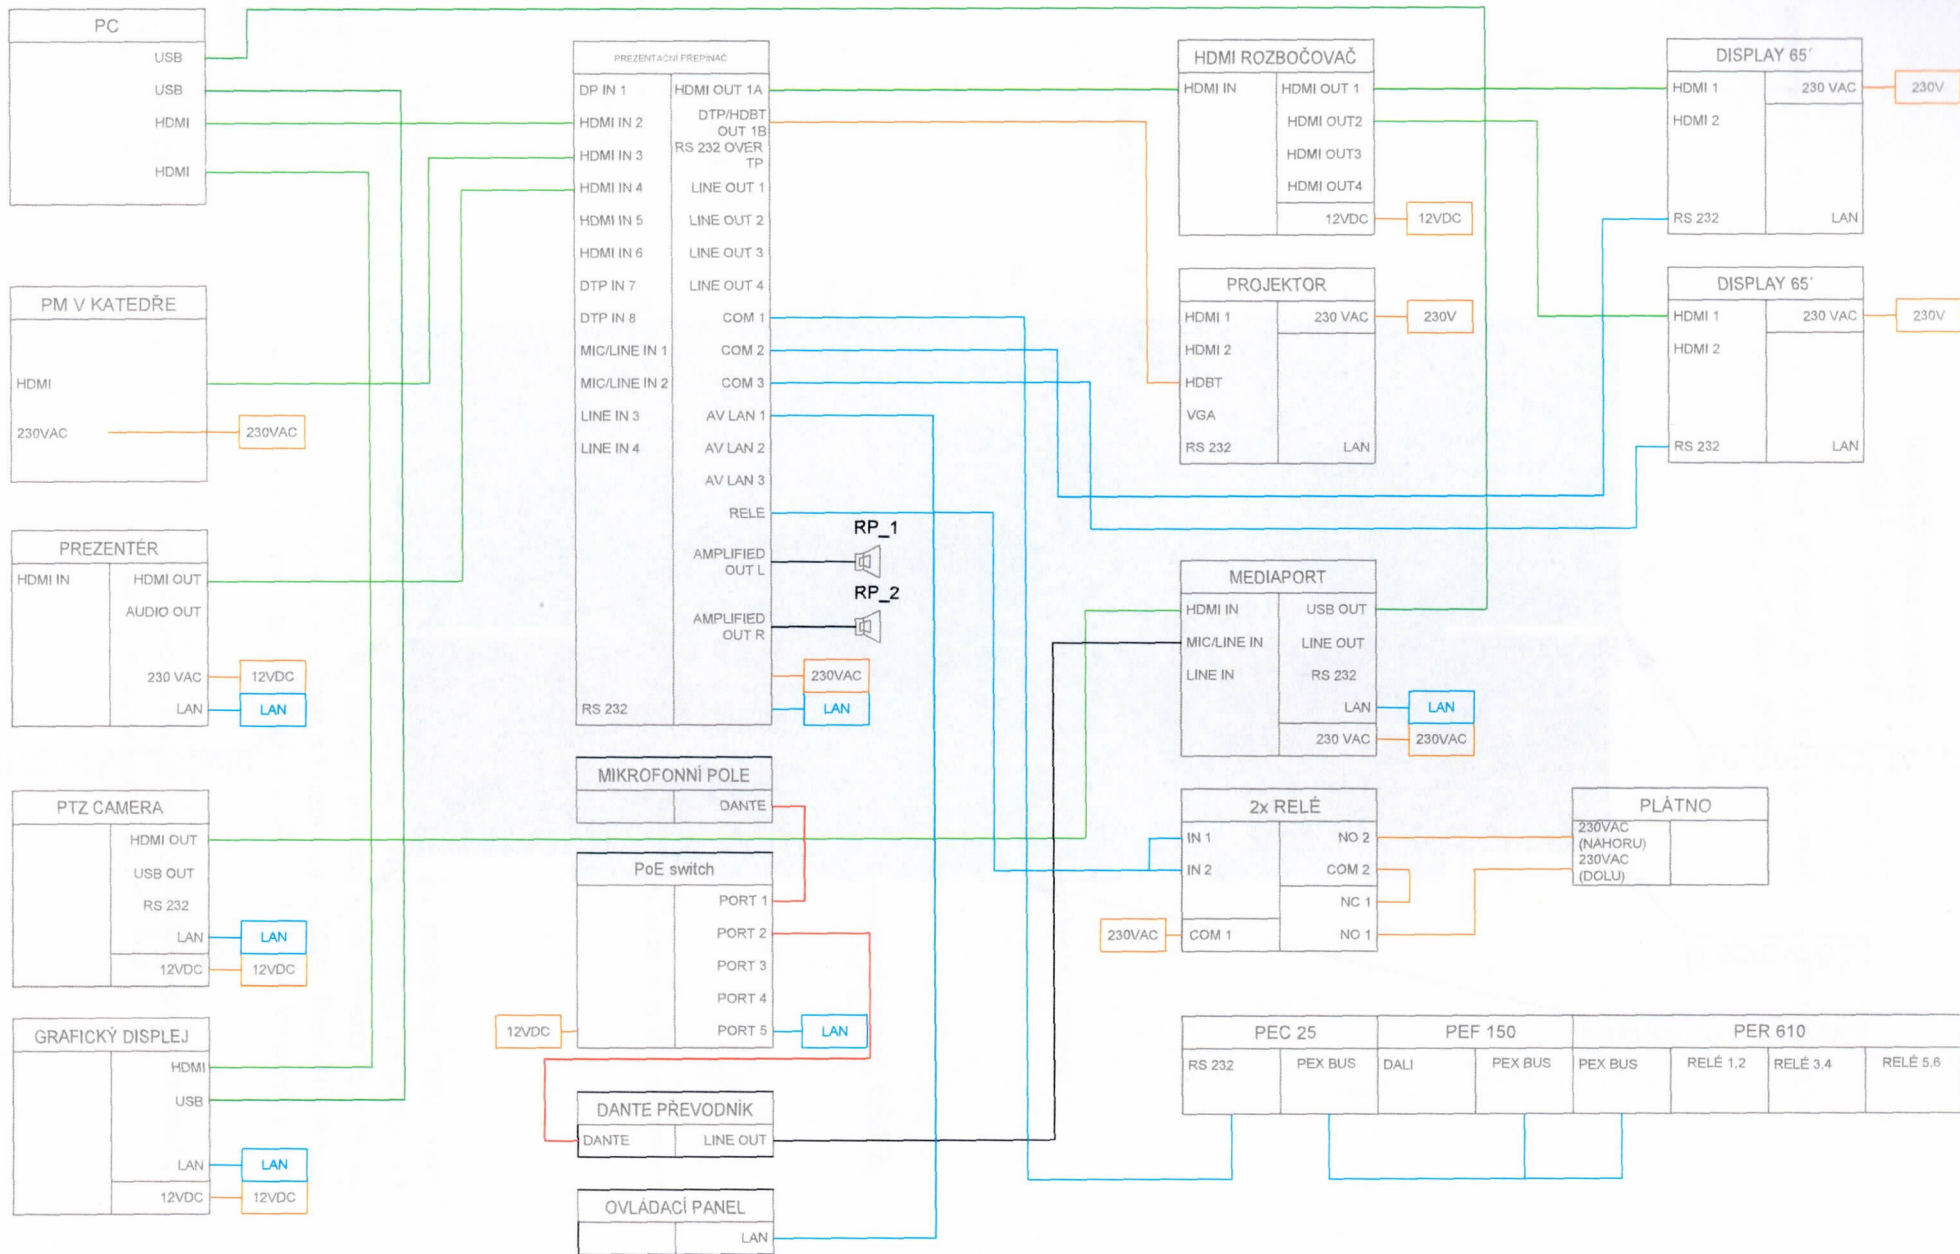 PC
USB
USB
HDMI
HDMI
PM V KATEDŘE
HDMI
230VAC
230VAC
PREZENTÉR
HDMI IN
HDMI OUT
AUDIO OUT
230 VAC
12VDC
LAN
LAN
PTZ CAMERA
HDMI OUT
USB OUT
RS 232
LAN
LAN
12VDC
12VDC
GRAFICKÝ DISPLEJ
HDMI
USB
LAN
LAN
12VDC
12VDC
PREZENTACNÍ PŘEPÍNAČ
DP IN 1
HDMI IN 2
HDMI IN 3
HDMI IN 4
HDMI IN 5
HDMI IN 6
DTP IN 7
DTP IN 8
MIC/LINE IN 1
MIC/LINE IN 2
LINE IN 3
LINE IN 4
RS 232
HDMI OUT 1A
DTP/HDBT
OUT 1B
RS 232 OVER
TP
LINE OUT 1
LINE OUT 2
LINE OUT 3
LINE OUT 4
COM 1
COM 2
COM 3
AV LAN 1
AV LAN 2
AV LAN 3
RELE
AMPLIFIED
OUT L
AMPLIFIED
OUT R
RP_1
RP_2
230VAC
LAN
MIKROFONNÍ POLE
DANTE
PoE switch
PORT 1
PORT 2
PORT 3
PORT 4
PORT 5
12VDC
LAN
DANTE PŘEVODNÍK
DANTE
LINE OUT
OVLÁDACÍ PANEL
LAN
HDMI ROZBOČOVAČ
HDMI IN
HDMI OUT 1
HDMI OUT2
HDMI OUT3
HDMI OUT4
12VDC
12VDC
PROJEKTOR
HDMI 1
HDMI 2
HDBT
VGA
RS 232
230 VAC
230V
LAN
MEDIAPORT
HDMI IN
MIC/LINE IN
LINE IN
USB OUT
LINE OUT
RS 232
LAN
LAN
230 VAC
230VAC
2x RELÉ
IN 1
IN 2
COM 1
230VAC
NO 2
COM 2
NC 1
NO 1
PLÁTNO
230VAC
(NAHORU)
230VAC
(DOLU)
DISPLAY 65´
HDMI 1
HDMI 2
RS 232
230 VAC
230V
LAN
DISPLAY 65´
HDMI 1
HDMI 2
RS 232
230 VAC
230V
LAN
PEC 25
PEF 150
PER 610
RS 232
PEX BUS
DALI
PEX BUS
PEX BUS
RELÉ 1,2
RELÉ 3,4
RELÉ 5,6